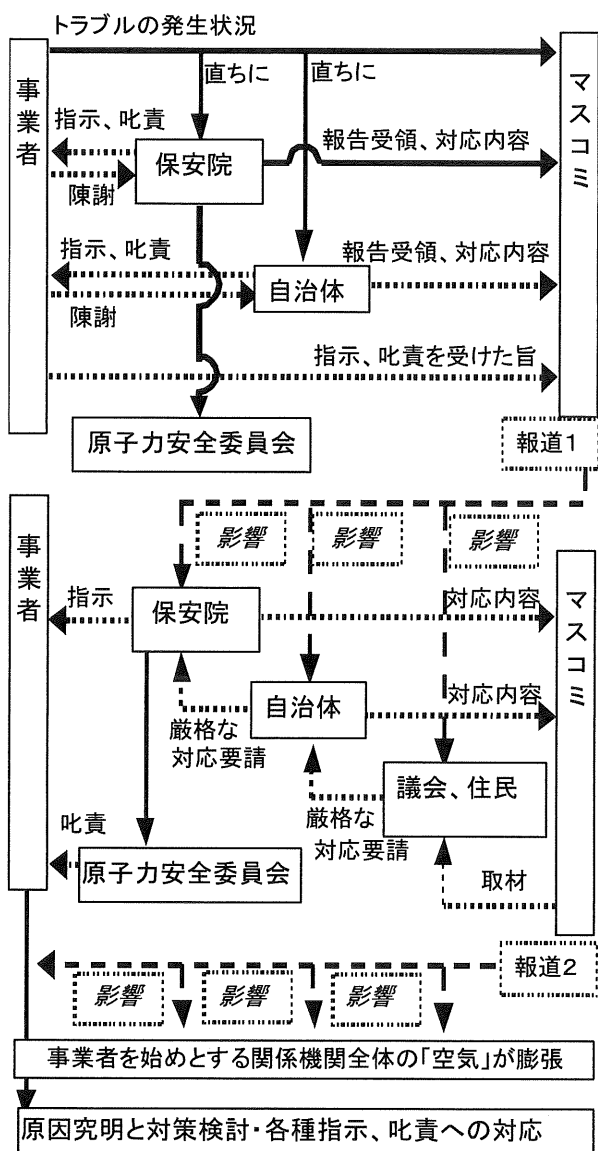 トラブルの発生状況
直ちに
直ちに
事業者
マスコミ
指示、叱責
保安院
報告受領、対応内容
陳謝
指示、叱責
自治体
報告受領、対応内容
陳謝
指示、叱責を受けた旨
原子力安全委員会
報道1
事業者
影響
影響
影響
マスコミ
指示
保安院
対応内容
自治体
対応内容
厳格な
対応要請
議会、住民
厳格な
対応要請
叱責
原子力安全委員会
取材
報道2
影響
影響
影響
事業者を始めとする関係機関全体の「空気」が膨張
原因究明と対策検討・各種指示、叱責への対応